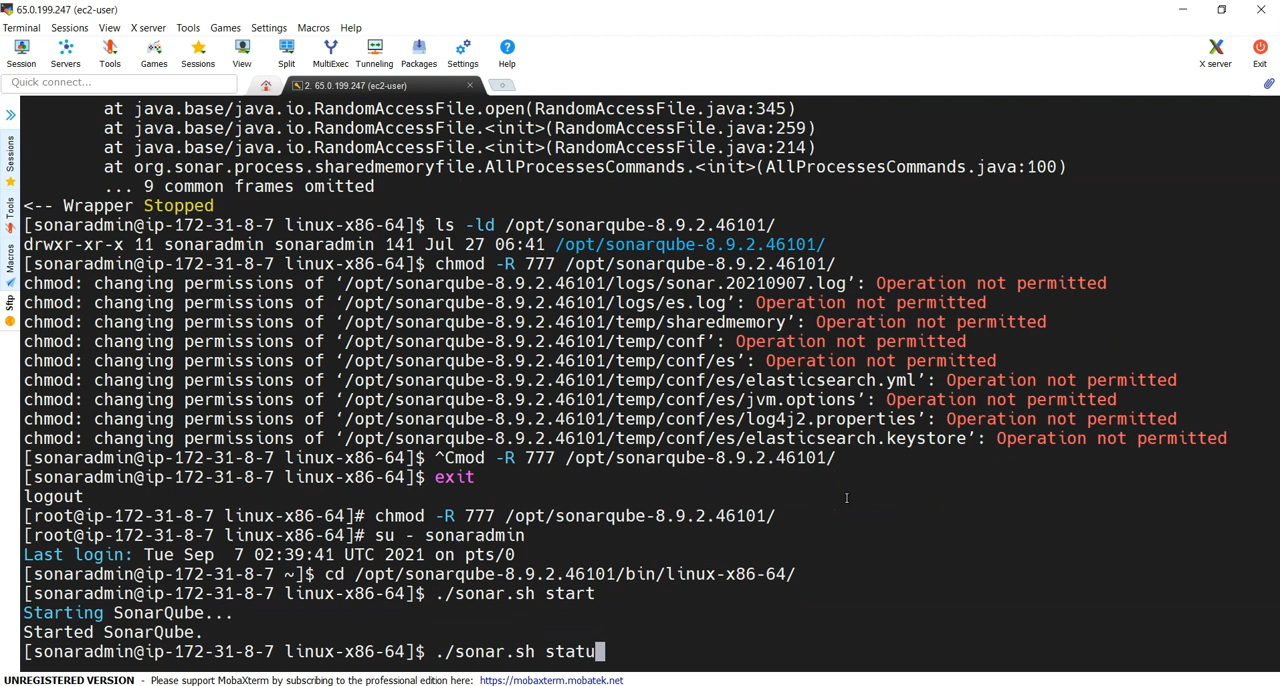 65.0.199.247 (ec2-user)
Terminal Sessions View X server Tools Games Settings Macros Help
Session Servers Tools Games Sessions View Split MultiExec Tunneling Packages Settings Help X server Exit
Quick connect...
2. 65.0.199.247 (ec2-user)
Sessions
Tools
Macros
Sftp
at java.base/java.io.RandomAccessFile.open(RandomAccessFile.java:345)
at java.base/java.io.RandomAccessFile.<init>(RandomAccessFile.java:259)
at java.base/java.io.RandomAccessFile.<init>(RandomAccessFile.java:214)
at org.sonar.process.sharedmemoryfile.AllProcessesCommands.<init>(AllProcessesCommands.java:100)
... 9 common frames omitted
<-- Wrapper Stopped
[sonaradmin@ip-172-31-8-7 linux-x86-64]$ ls -ld /opt/sonarqube-8.9.2.46101/
drwxr-xr-x 11 sonaradmin sonaradmin 141 Jul 27 06:41 /opt/sonarqube-8.9.2.46101/
[sonaradmin@ip-172-31-8-7 linux-x86-64]$ chmod -R 777 /opt/sonarqube-8.9.2.46101/
chmod: changing permissions of ‘/opt/sonarqube-8.9.2.46101/logs/sonar.20210907.log’: Operation not permitted
chmod: changing permissions of ‘/opt/sonarqube-8.9.2.46101/logs/es.log’: Operation not permitted
chmod: changing permissions of ‘/opt/sonarqube-8.9.2.46101/temp/sharedmemory’: Operation not permitted
chmod: changing permissions of ‘/opt/sonarqube-8.9.2.46101/temp/conf’: Operation not permitted
chmod: changing permissions of ‘/opt/sonarqube-8.9.2.46101/temp/conf/es’: Operation not permitted
chmod: changing permissions of ‘/opt/sonarqube-8.9.2.46101/temp/conf/es/elasticsearch.yml’: Operation not permitted
chmod: changing permissions of ‘/opt/sonarqube-8.9.2.46101/temp/conf/es/jvm.options’: Operation not permitted
chmod: changing permissions of ‘/opt/sonarqube-8.9.2.46101/temp/conf/es/log4j2.properties’: Operation not permitted
chmod: changing permissions of ‘/opt/sonarqube-8.9.2.46101/temp/conf/es/elasticsearch.keystore’: Operation not permitted
[sonaradmin@ip-172-31-8-7 linux-x86-64]$ ^Cmod -R 777 /opt/sonarqube-8.9.2.46101/
[sonaradmin@ip-172-31-8-7 linux-x86-64]$ exit
logout
[root@ip-172-31-8-7 linux-x86-64]# chmod -R 777 /opt/sonarqube-8.9.2.46101/
[root@ip-172-31-8-7 linux-x86-64]# su - sonaradmin
Last login: Tue Sep  7 02:39:41 UTC 2021 on pts/0
[sonaradmin@ip-172-31-8-7 ~]$ cd /opt/sonarqube-8.9.2.46101/bin/linux-x86-64/
[sonaradmin@ip-172-31-8-7 linux-x86-64]$ ./sonar.sh start
Starting SonarQube...
Started SonarQube.
[sonaradmin@ip-172-31-8-7 linux-x86-64]$ ./sonar.sh statu
UNREGISTERED VERSION - Please support MobaXterm by subscribing to the professional edition here: https://mobaxterm.mobatek.net